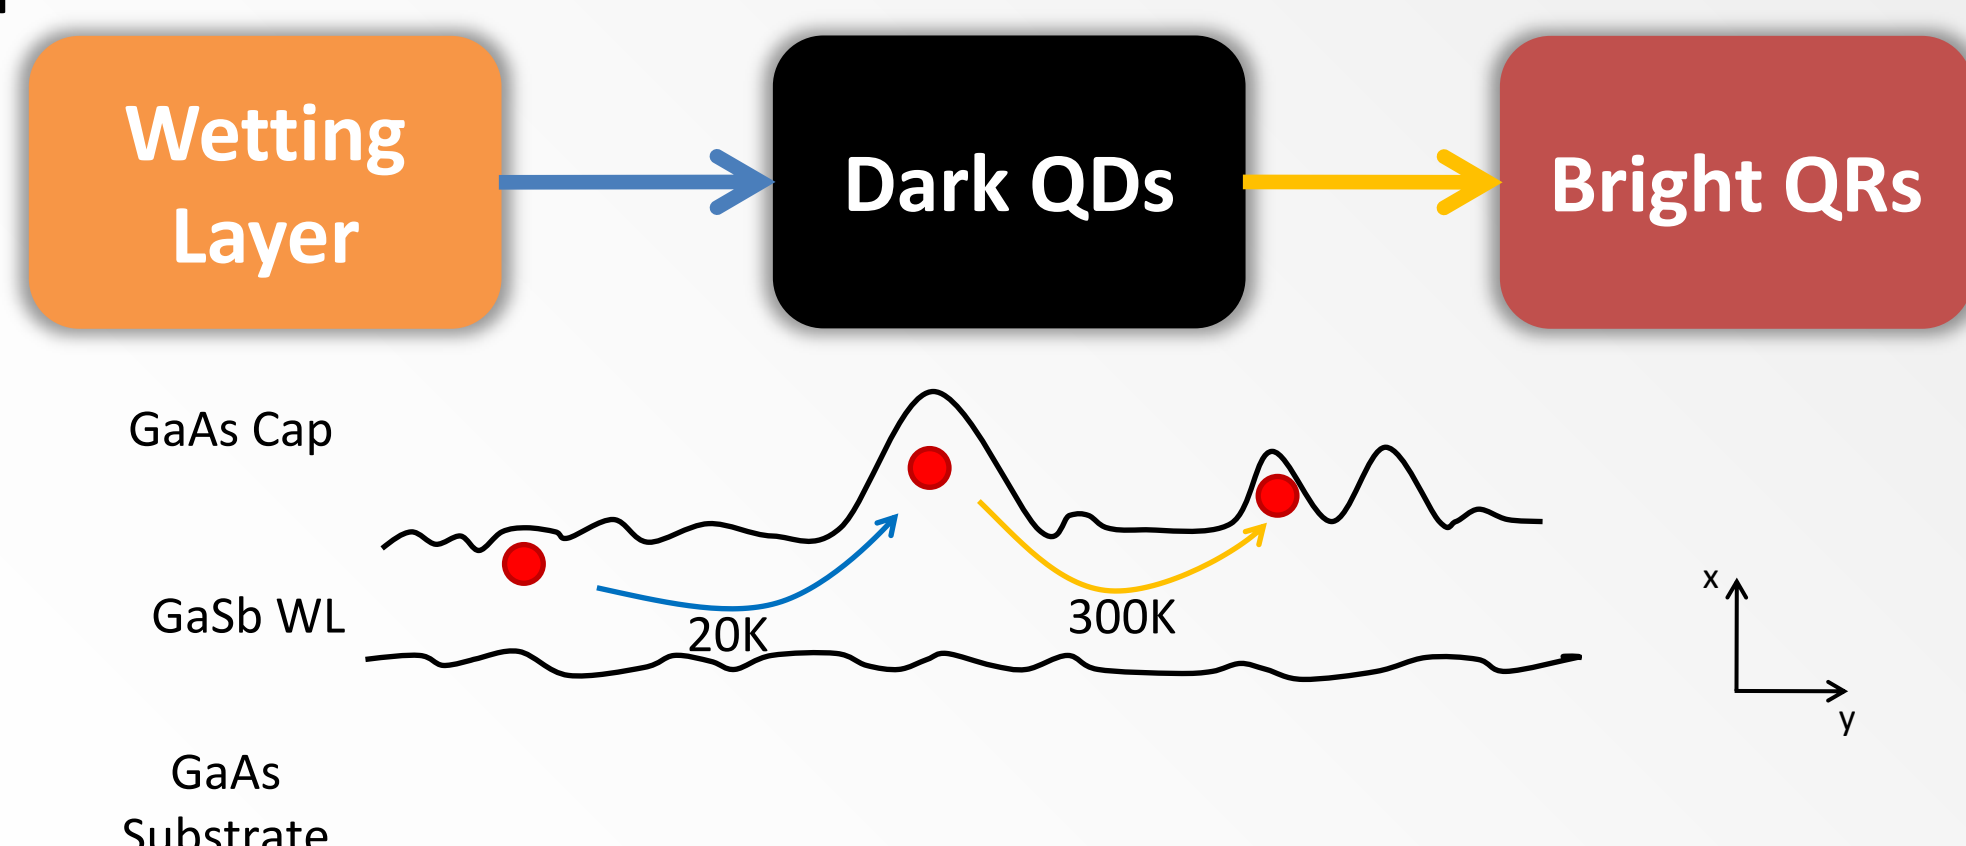 Wetting
Layer
Dark QDs
Bright QRs
GaAs Cap
GaSb WL
20K
300K
x
y
GaAs
Substrate